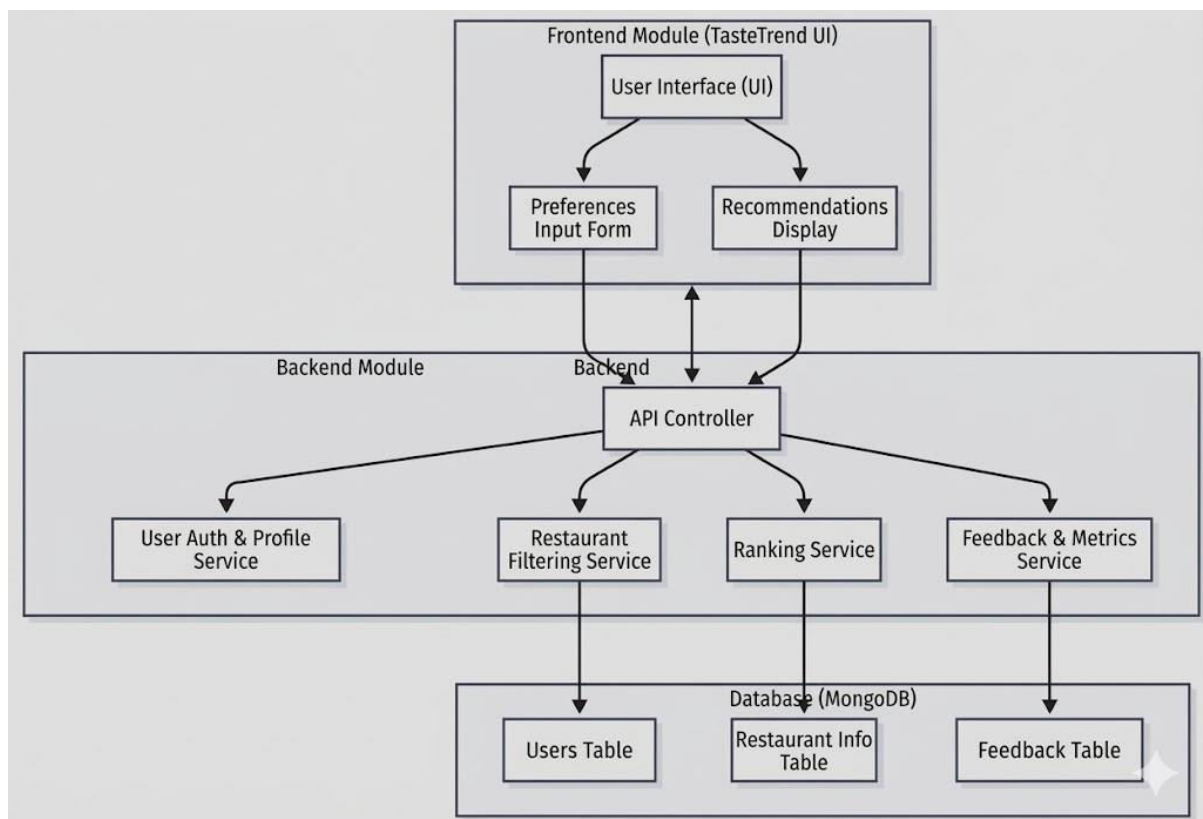 Frontend Module (TasteTrend UI)
User Interface (UI)
Preferences
Input Form
Recommendations
Display
Backend Module
Backend
API Controller
User Auth & Profile
Service
Restaurant
Filtering Service
Ranking Service
Feedback & Metrics
Service
Database (MongoDB)
Users Table
Restaurant Info
Table
Feedback Table